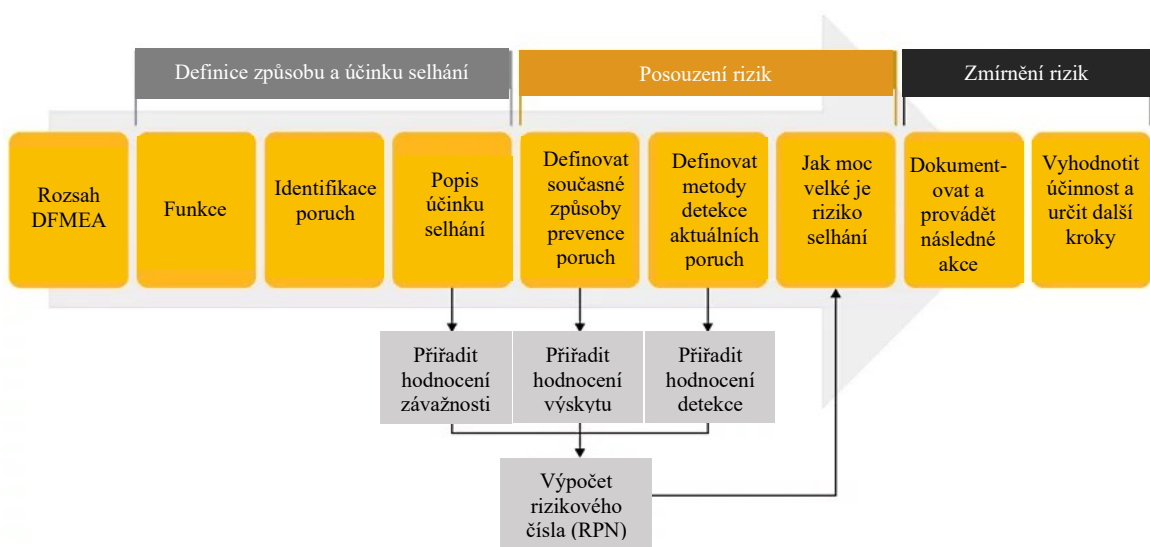 Definice způsobu a účinku selhání
Posouzení rizik
Zmírnění rizik
Rozsah
DFMEA
Funkce
Identifikace
poruch
Popis
účinku
selhání
Definovat
současné
způsoby
prevence
poruch
Definovat
metody
detekce
aktuálních
poruch
Jak moc
velké je
riziko
selhání
Dokument-
ovat a
provádět
následné
akce
Vyhodnotit
účinnost a
určit další
kroky
Přiřadit
hodnocení
závažnosti
Přiřadit
hodnocení
výskytu
Přiřadit
hodnocení
detekce
Výpočet
rizikového
čísla (RPN)